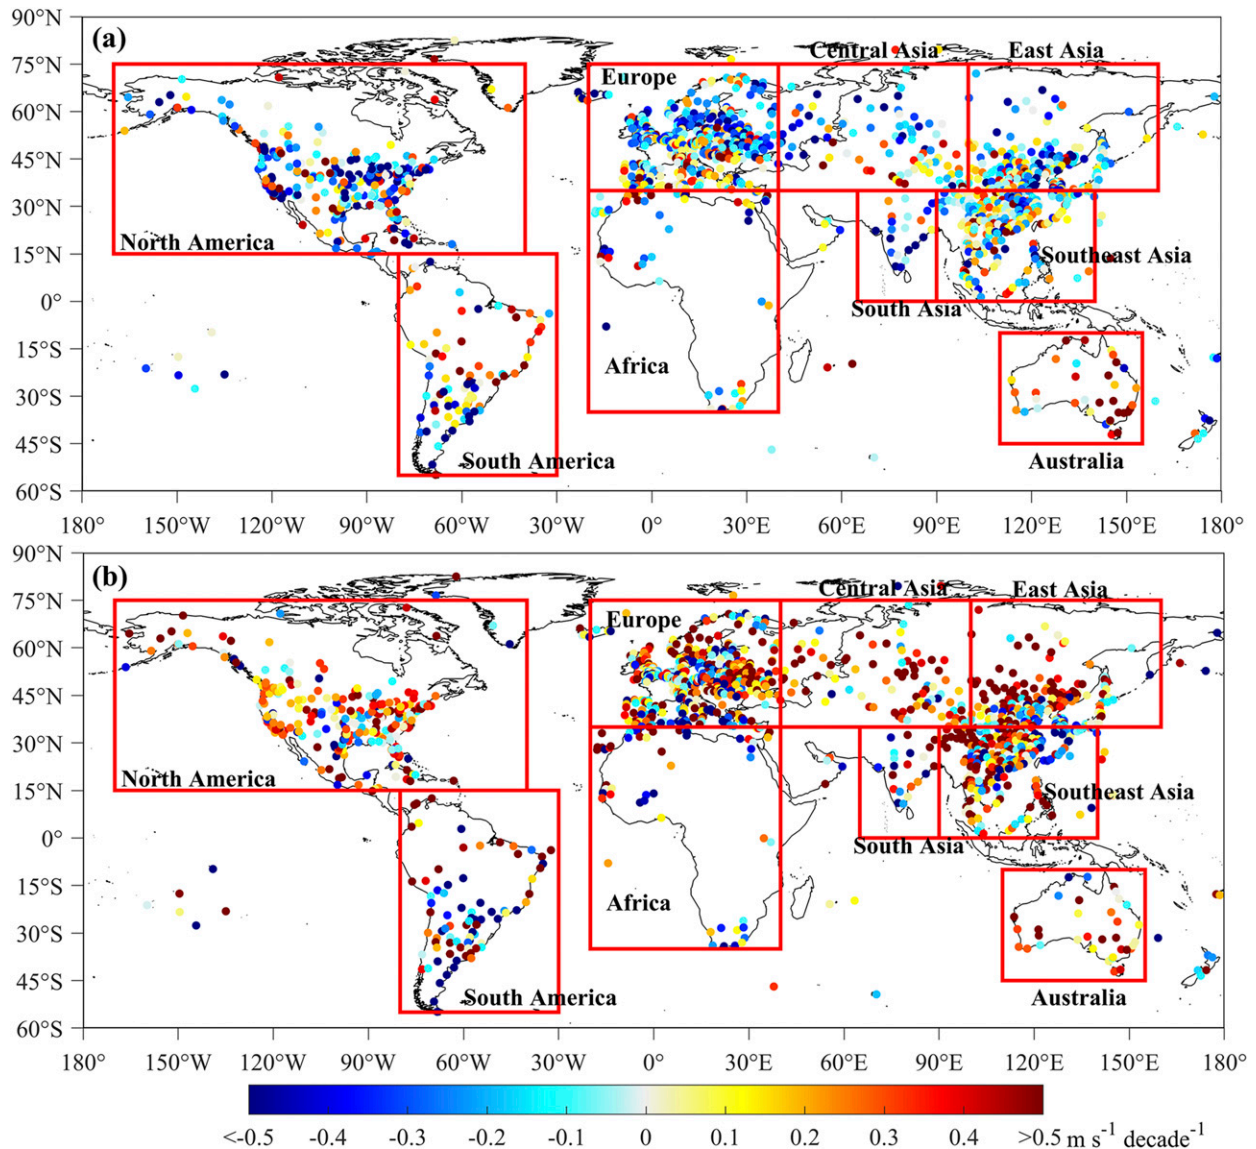 90°N
(a)
Central Asia
East Asia
75°N
Europe
60°N
45°N
30°N
North America
15°N
Southeast Asia
0°
South Asia
15°S
Africa
30°S
45°S
South America
Australia
60°S
180° 150°W 120°W 90°W 60°W 30°W 0° 30°E 60°E 90°E 120°E 150°E 180°
90°N
(b)
Central Asia
East Asia
75°N
Europe
60°N
45°N
30°N
North America
15°N
Southeast Asia
0°
South Asia
15°S
Africa
30°S
45°S
South America
Australia
60°S
180° 150°W 120°W 90°W 60°W 30°W 0° 30°E 60°E 90°E 120°E 150°E 180°
<-0.5 -0.4 -0.3 -0.2 -0.1 0 0.1 0.2 0.3 0.4 >0.5 m s⁻¹ decade⁻¹